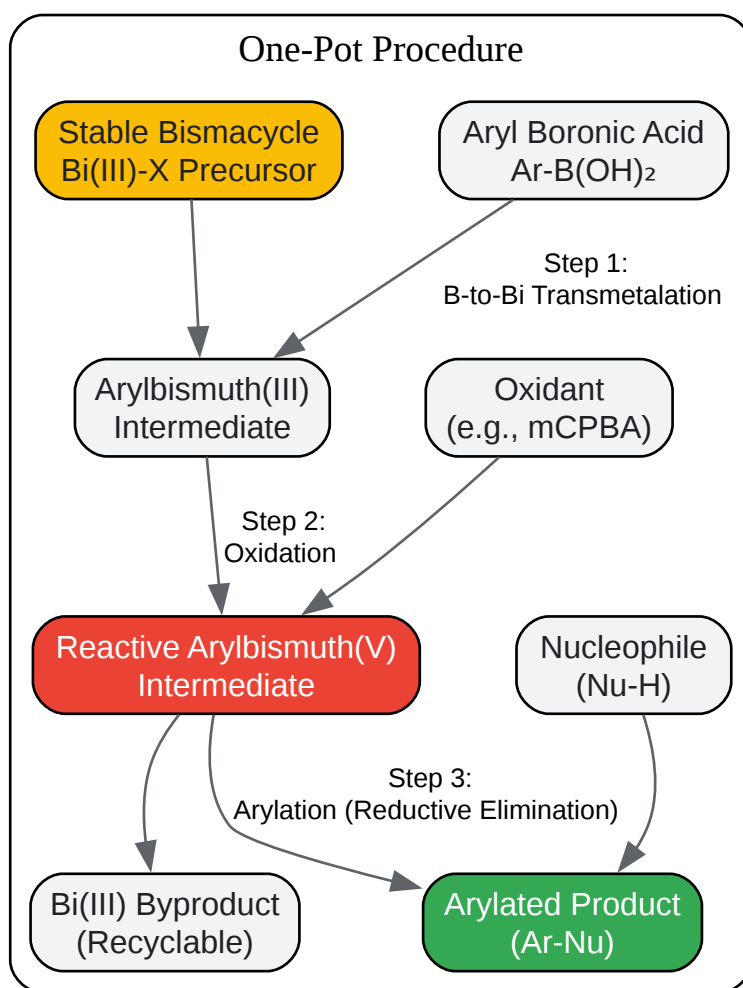 One-Pot Procedure
Stable Bismacycle
Bi(III)-X Precursor
Aryl Boronic Acid
Ar-B(OH)₂
Step 1:
B-to-Bi Transmetalation
Arylbismuth(III)
Intermediate
Oxidant
(e.g., mCPBA)
Step 2:
Oxidation
Reactive Arylbismuth(V)
Intermediate
Nucleophile
(Nu-H)
Step 3:
Arylation (Reductive Elimination)
Bi(III) Byproduct
(Recyclable)
Arylated Product
(Ar-Nu)